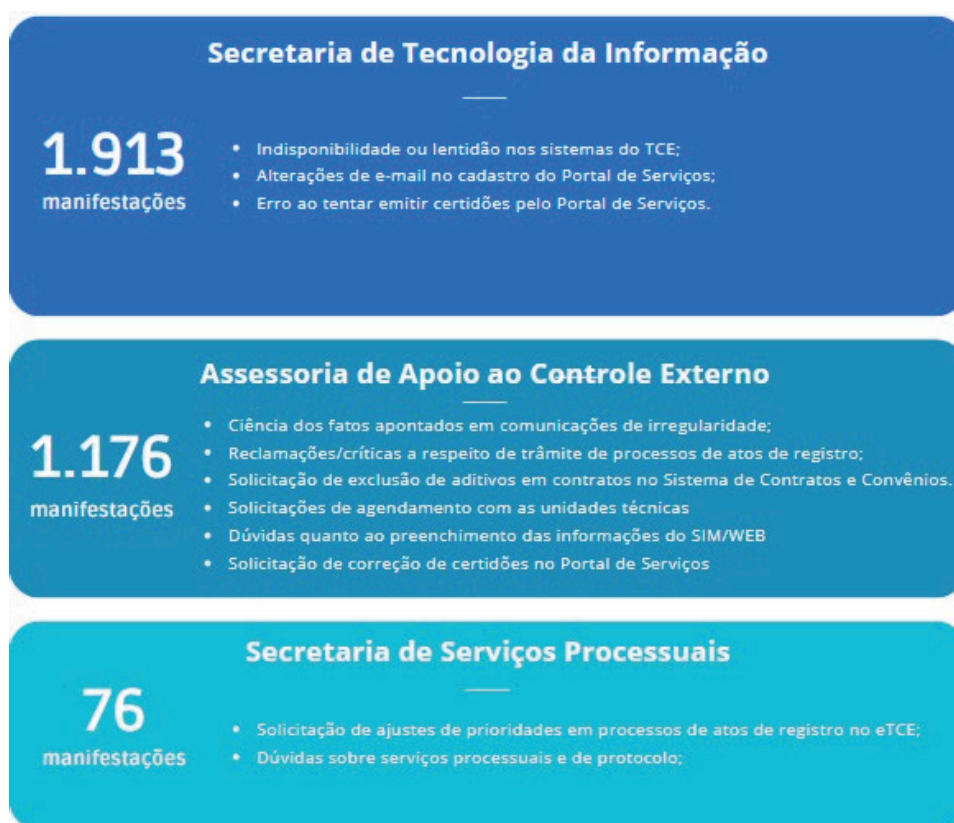 Secretaria de Tecnologia da Informação
1.913
manifestações
• Indisponibilidade ou lentidão nos sistemas do TCE;
• Alterações de e-mail no cadastro do Portal de Serviços;
• Erro ao tentar emitir certidões pelo Portal de Serviços.
Assessoria de Apoio ao Controle Externo
1.176
manifestações
• Ciência dos fatos apontados em comunicações de irregularidade;
• Reclamações/críticas a respeito de trâmite de processos de atos de registro;
• Solicitação de exclusão de aditivos em contratos no Sistema de Contratos e Convênios.
• Solicitações de agendamento com as unidades técnicas
• Dúvidas quanto ao preenchimento das informações do SIM/WEB
• Solicitação de correção de certidões no Portal de Serviços
Secretaria de Serviços Processuais
76
manifestações
• Solicitação de ajustes de prioridades em processos de atos de registro no eTCE;
• Dúvidas sobre serviços processuais e de protocolo;